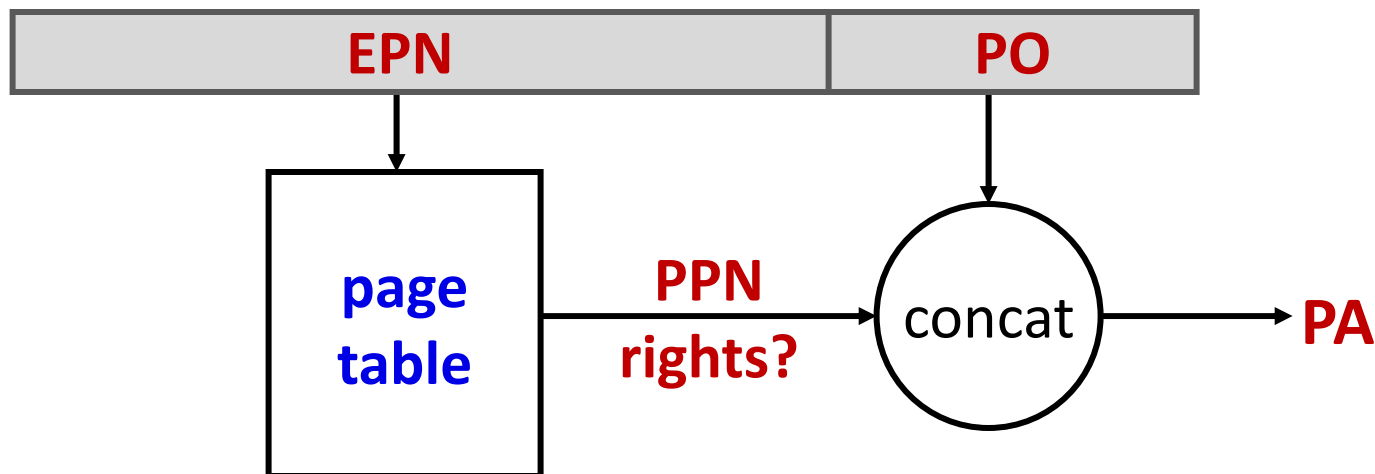 EPN
PO
page
table
PPN
rights?
concat
PA